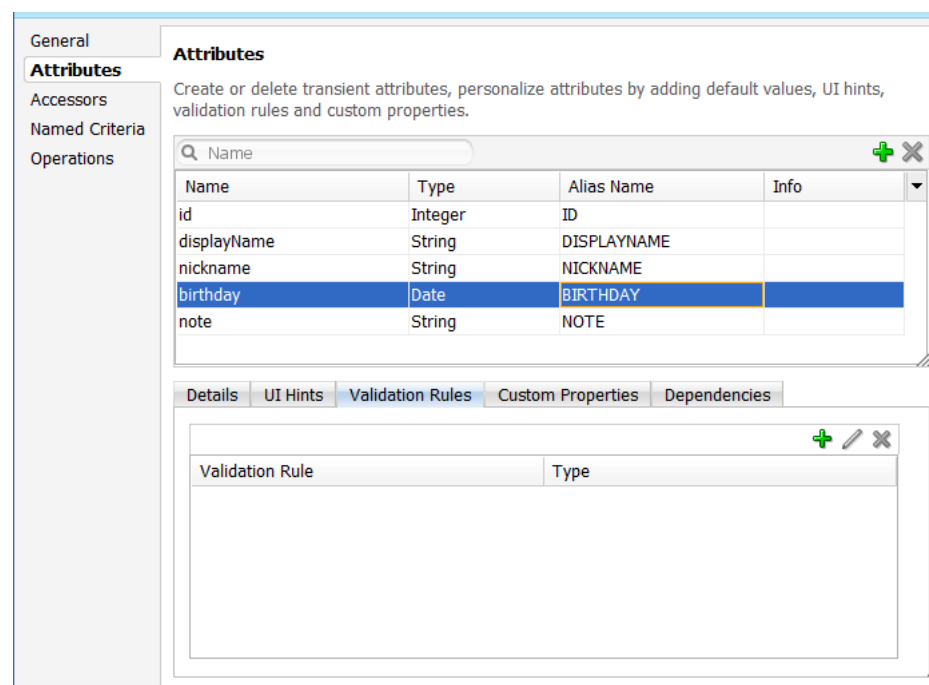 General
Attributes
Accessors
Named Criteria
Operations
Attributes
Create or delete transient attributes, personalize attributes by adding default values, UI hints,
validation rules and custom properties.
Name
Name Type Alias Name Info
id Integer ID
displayName String DISPLAYNAME
nickname String NICKNAME
birthday Date BIRTHDAY
note String NOTE
Details UI Hints Validation Rules Custom Properties Dependencies
Validation Rule Type